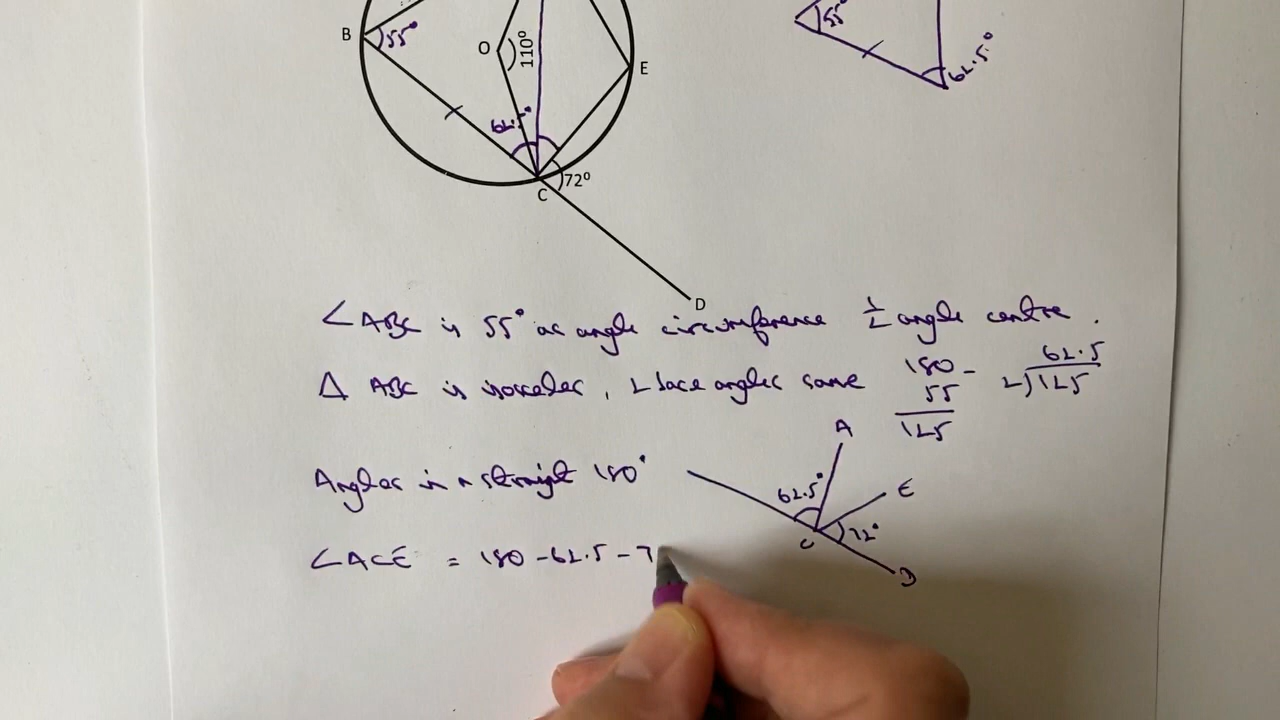 B
55°
O
110°
E
62.5°
72°
C
D
55°
62.5°
∠ABC is 55° as angle circumference ½ angle centre.
Δ ABC is isosceles, 2 base angles same
180 -
55
125
62.5
2)125
Angles in a straight 180°
A
62.5°
E
72°
C
D
∠ACE = 180 - 62.5 - 7